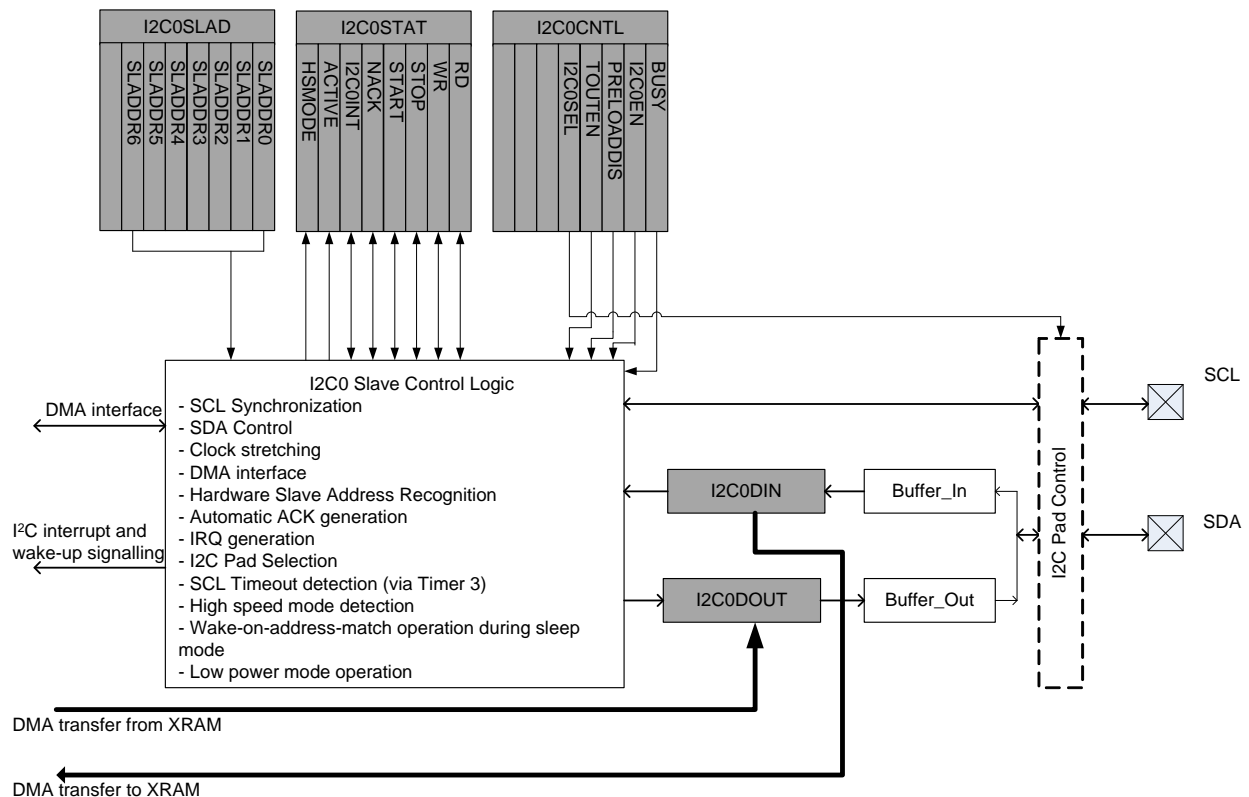 I2C0SLAD
I2C0STAT
I2C0CNTL
SLADDR6
SLADDR5
SLADDR4
SLADDR3
SLADDR2
SLADDR1
SLADDR0
HSMODE
ACTIVE
I2C0INT
NACK
START
STOP
WR
RD
I2C0SEL
TOUTEN
PRELOADDIS
I2C0EN
BUSY
I2C0 Slave Control Logic
- SCL Synchronization
- SDA Control
- Clock stretching
- DMA interface
- Hardware Slave Address Recognition
- Automatic ACK generation
- IRQ generation
- I2C Pad Selection
- SCL Timeout detection (via Timer 3)
- High speed mode detection
- Wake-on-address-match operation during sleep
mode
- Low power mode operation
DMA interface
I²C interrupt and
wake-up signalling
I2C0DIN
Buffer_In
I2C0DOUT
Buffer_Out
I2C Pad Control
SCL
SDA
DMA transfer from XRAM
DMA transfer to XRAM